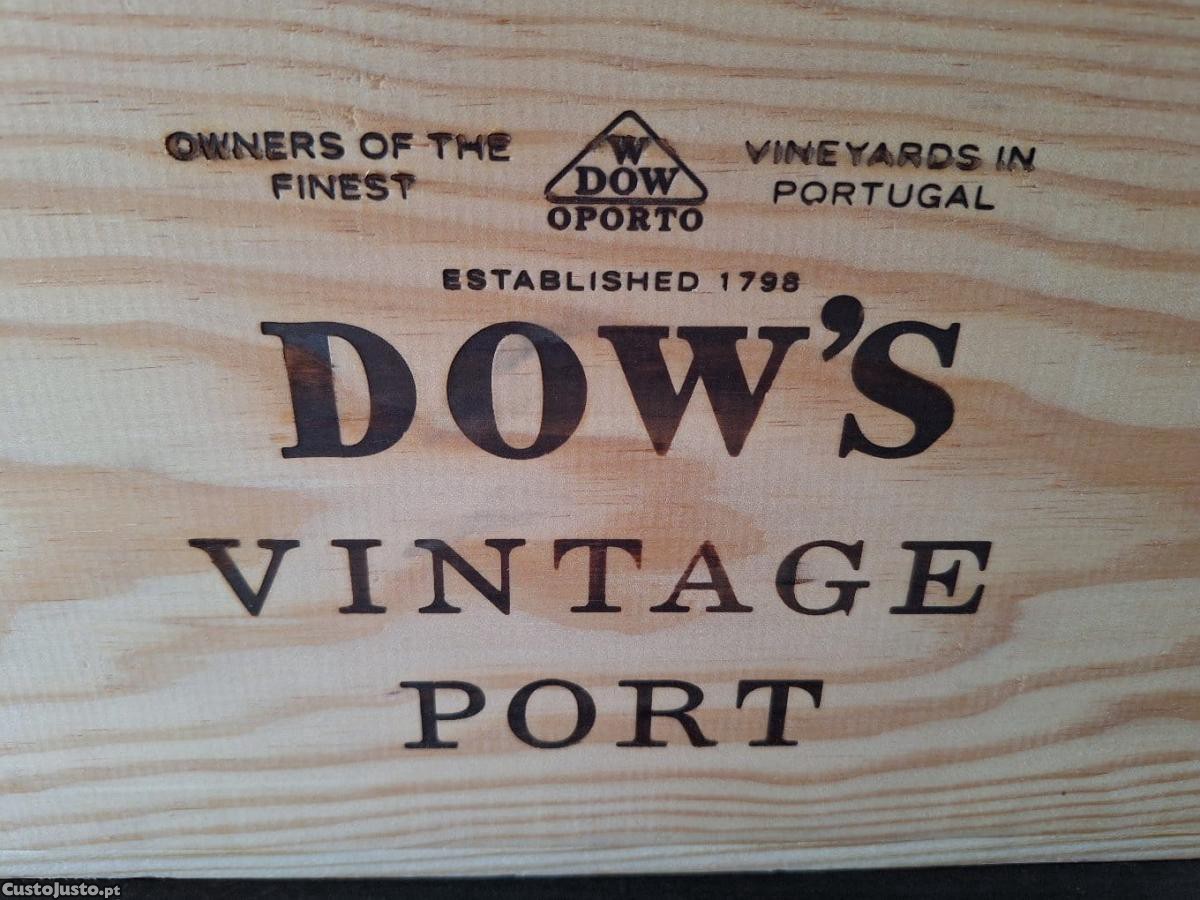 OWNERS OF THE
FINEST
W
DOW
OPORTO
VINEYARDS IN
PORTUGAL
ESTABLISHED 1798
DOW'S
VINTAGE
PORT
CustoJusto.pt